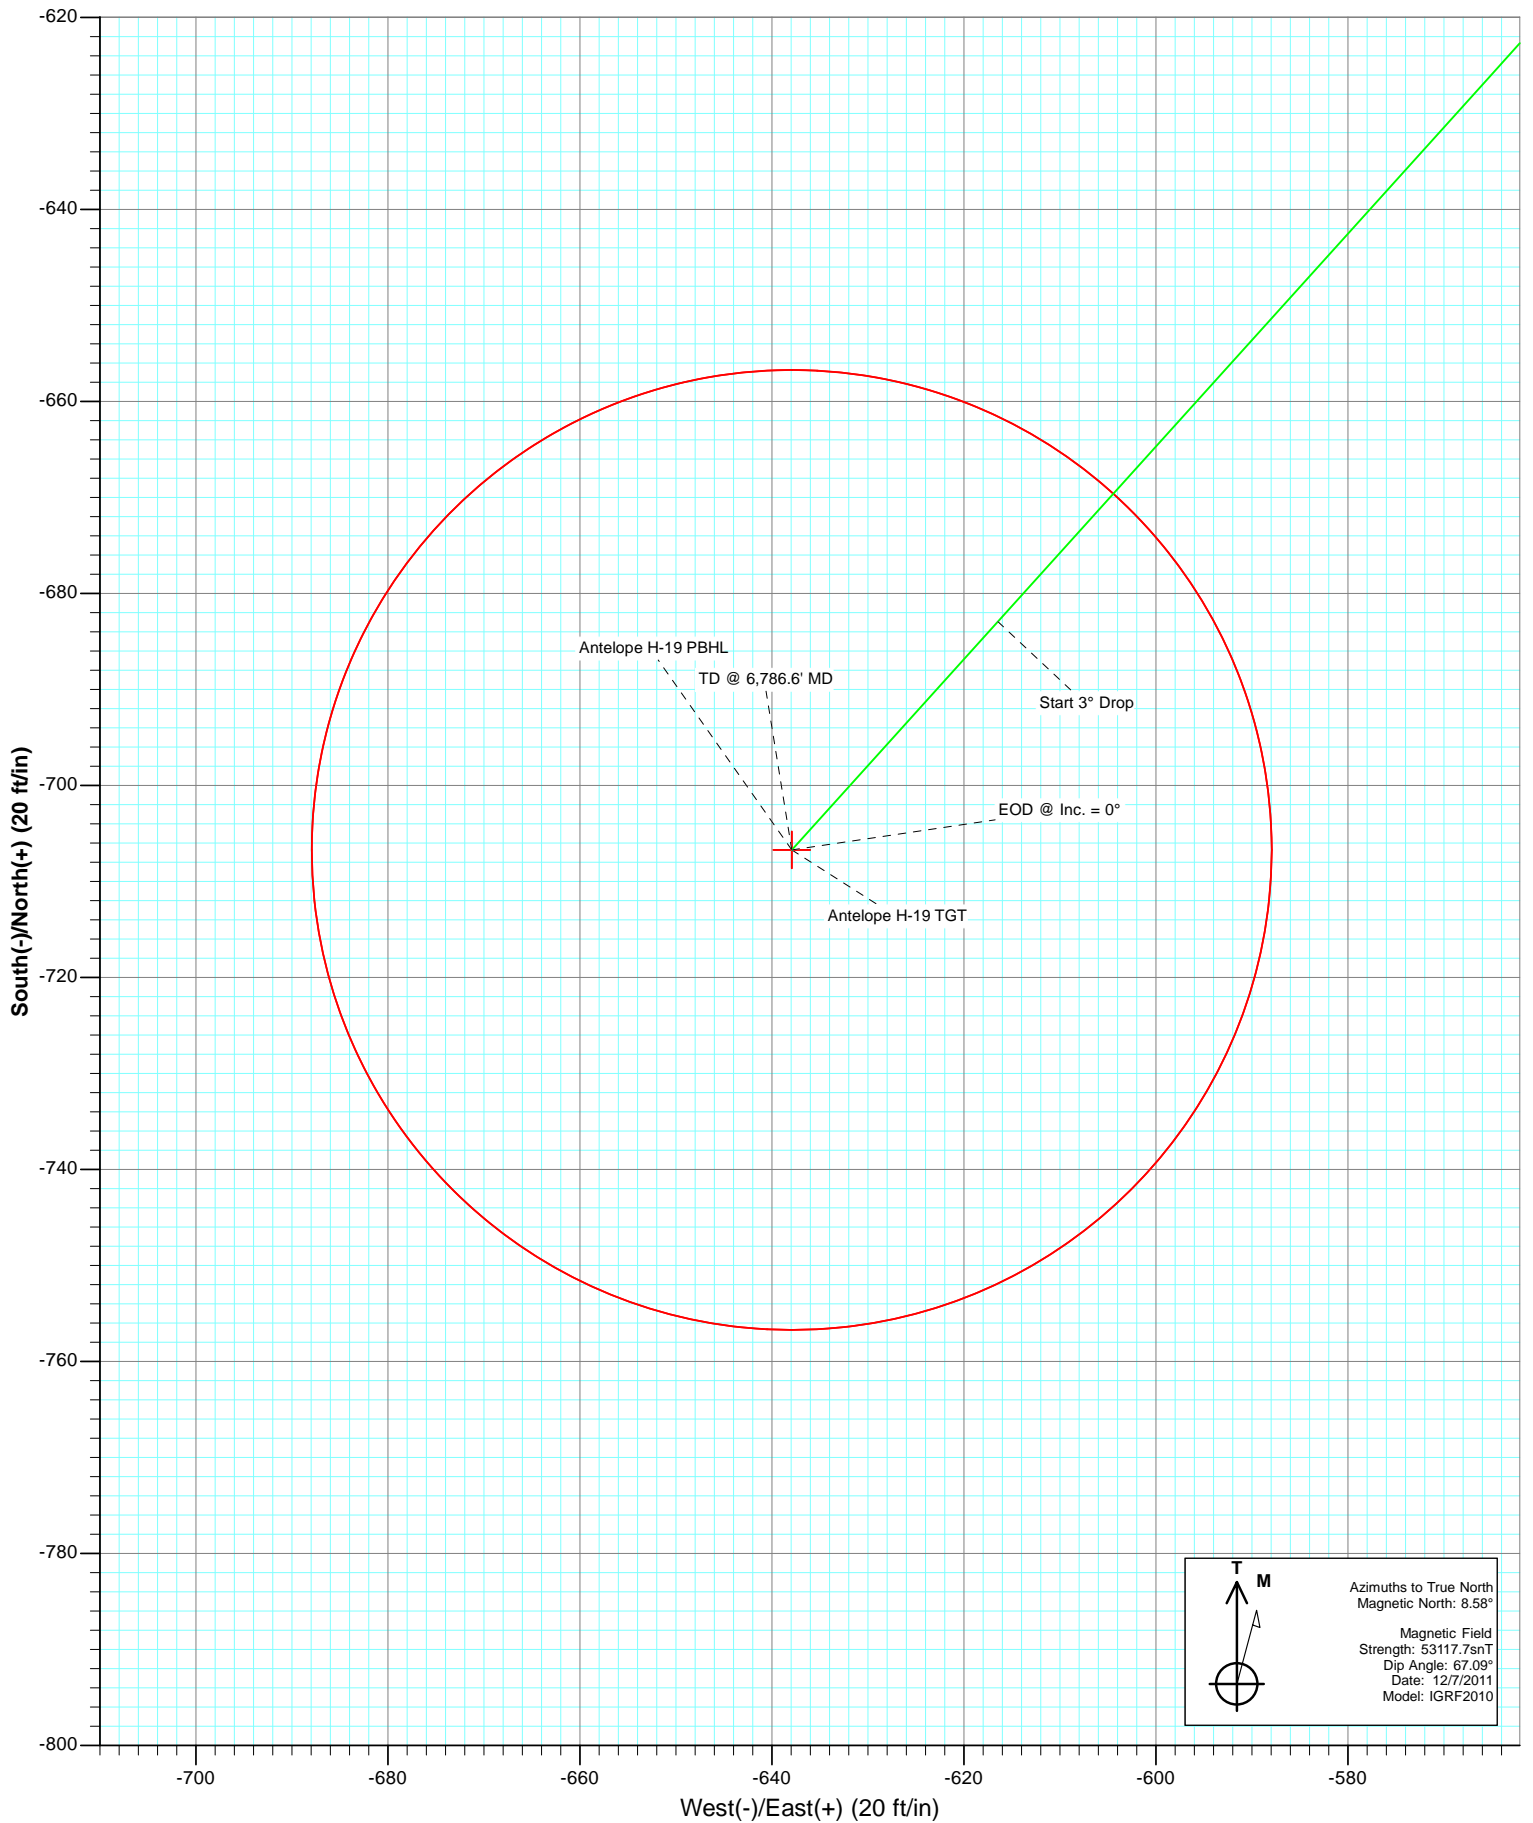 -620
-640
-660
-680
-700
-720
-740
-760
-780
-800
South(-)/North(+) (20 ft/in)
Antelope H-19 PBHL
TD @ 6,786.6' MD
Start 3° Drop
EOD @ Inc. = 0°
Antelope H-19 TGT
T
M
Azimuths to True North
Magnetic North: 8.58°
Magnetic Field
Strength: 53117.7snT
Dip Angle: 67.09°
Date: 12/7/2011
Model: IGRF2010
-700
-680
-660
-640
-620
-600
-580
West(-)/East(+) (20 ft/in)